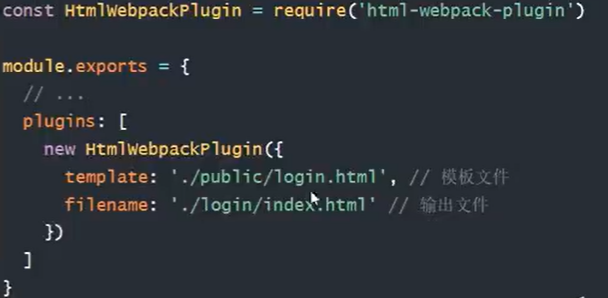 const HtmlWebpackPlugin = require('html-webpack-plugin')
module.exports = {
// ...
plugins: [
new HtmlWebpackPlugin({
template: './public/login.html', // 模板文件
filename: './login/index.html' // 输出文件
})
]
}